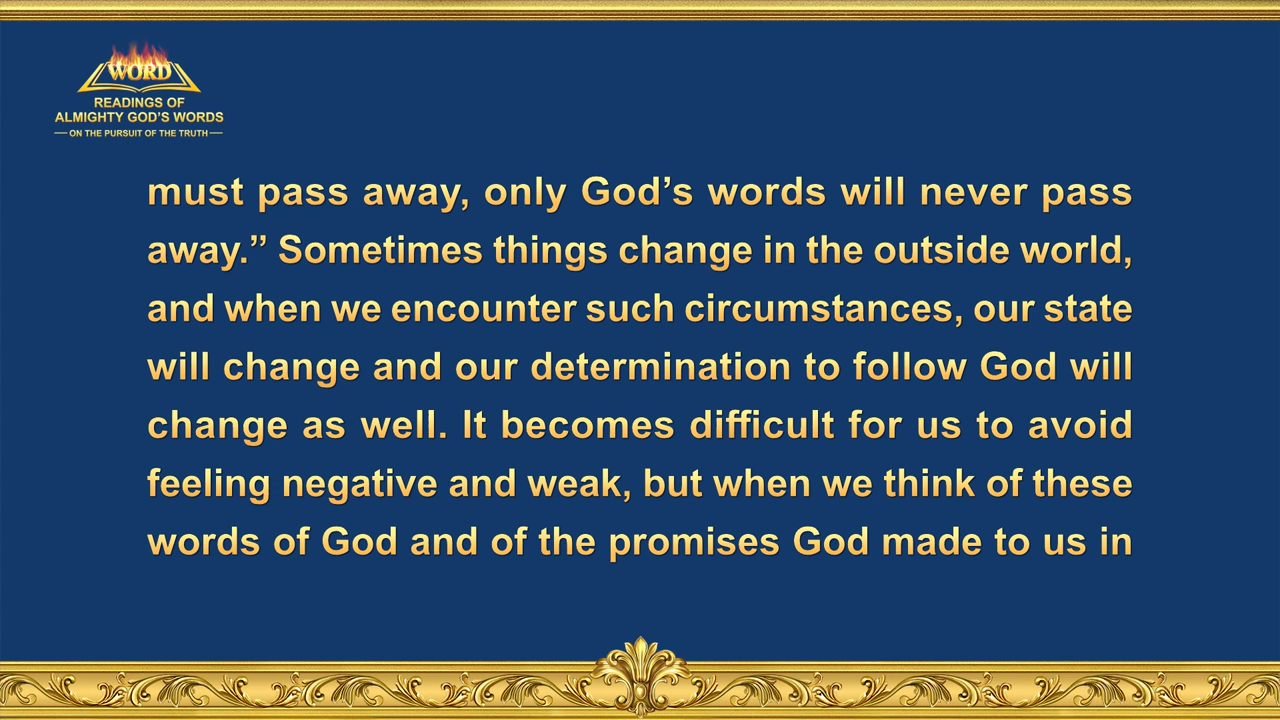 WORD
READINGS OF
ALMIGHTY GOD'S WORDS
— ON THE PURSUIT OF THE TRUTH —
must pass away, only God’s words will never pass
away.” Sometimes things change in the outside world,
and when we encounter such circumstances, our state
will change and our determination to follow God will
change as well. It becomes difficult for us to avoid
feeling negative and weak, but when we think of these
words of God and of the promises God made to us in